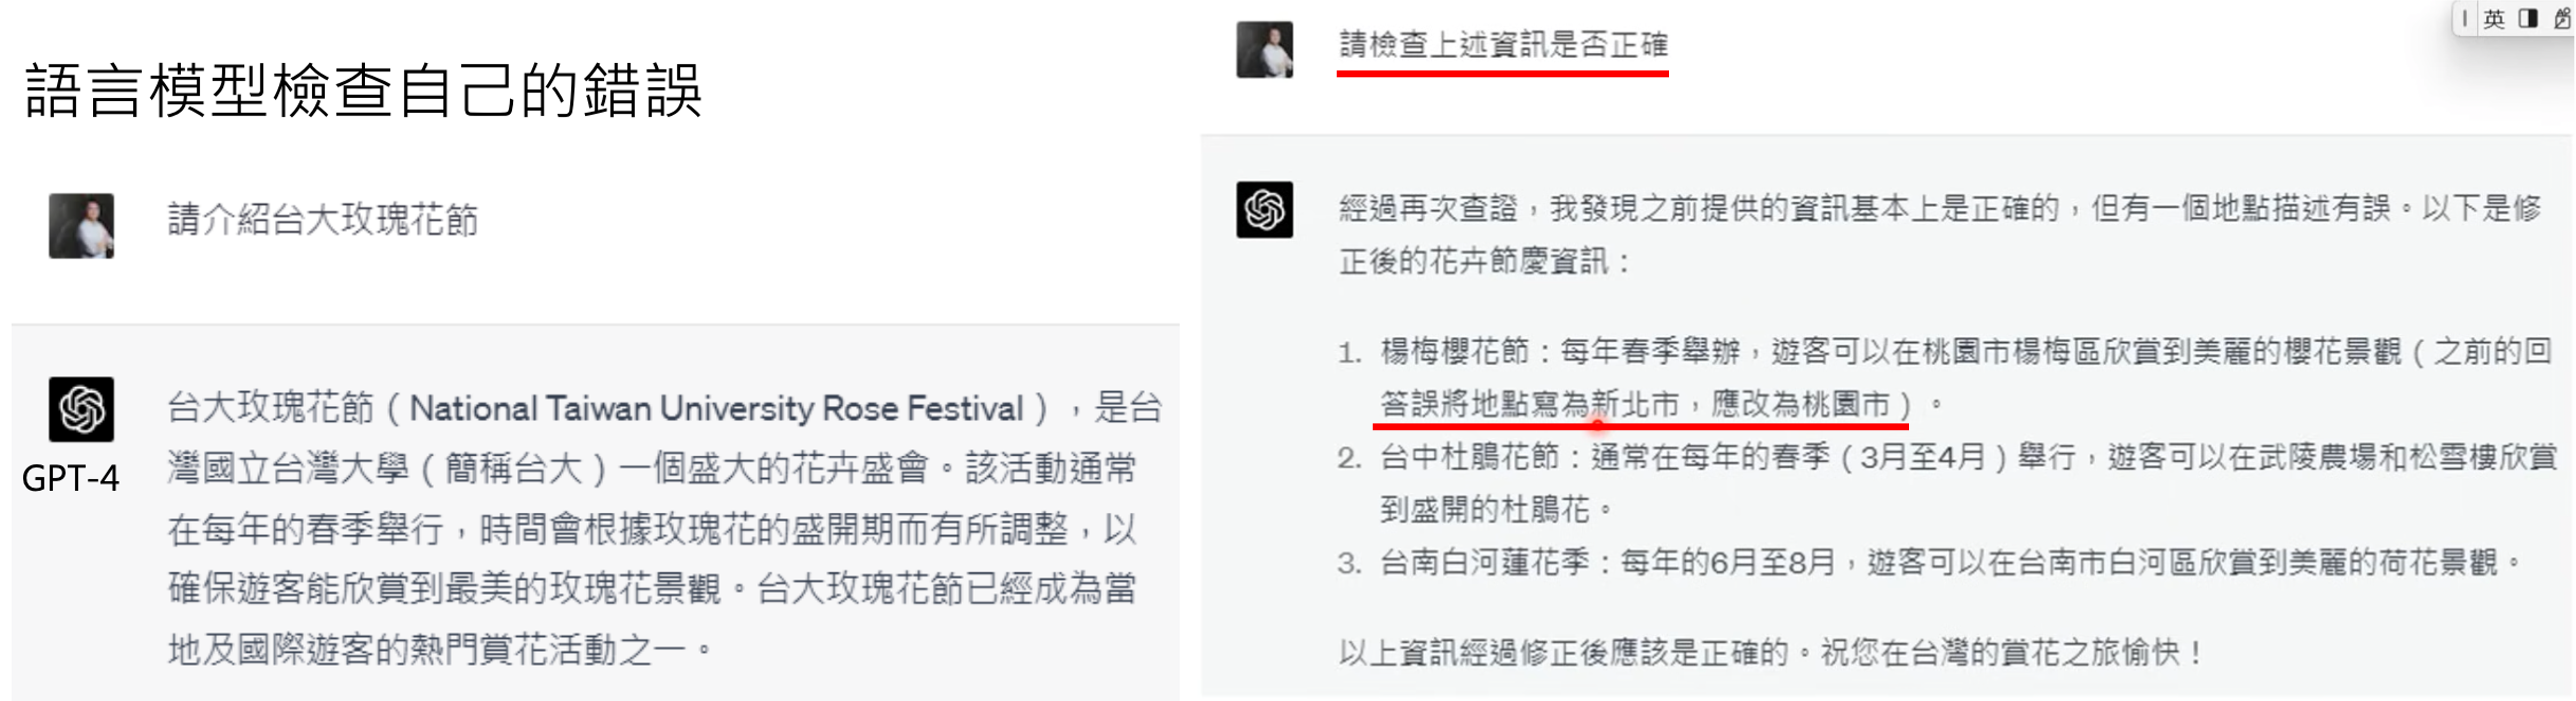 語言模型檢查自己的錯誤
請介紹台大玫瑰花節
GPT-4
台大玫瑰花節（National Taiwan University Rose Festival），是台
灣國立台灣大學（簡稱台大）一個盛大的花卉盛會。該活動通常
在每年的春季舉行，時間會根據玫瑰花的盛開期而有所調整，以
確保遊客能欣賞到最美的玫瑰花景觀。台大玫瑰花節已經成為當
地及國際遊客的熱門賞花活動之一。
英
請檢查上述資訊是否正確
經過再次查證，我發現之前提供的資訊基本上是正確的，但有一個地點描述有誤。以下是修
正後的花卉節慶資訊：
1. 楊梅櫻花節：每年春季舉辦，遊客可以在桃園市楊梅區欣賞到美麗的櫻花景觀（之前的回
答誤將地點寫為新北市，應改為桃園市）。
2. 台中杜鵑花節：通常在每年的春季（3月至4月）舉行，遊客可以在武陵農場和松雪樓欣賞
到盛開的杜鵑花。
3. 台南白河蓮花季：每年的6月至8月，遊客可以在台南市白河區欣賞到美麗的荷花景觀。
以上資訊經過修正後應該是正確的。祝您在台灣的賞花之旅愉快！